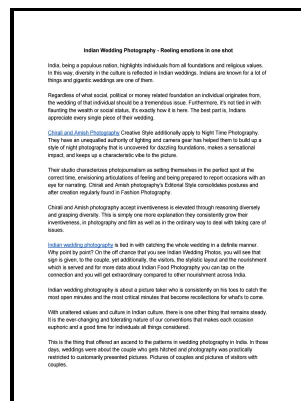 Indian Wedding Photography - Reeling emotions in one shot
India, being a populous nation, highlights individuals from all foundations and religious values.
In this way, diversity in the culture is reflected in Indian weddings. Indians are known for a lot of
things and gigantic weddings are one of them.
Regardless of what social, political or money related foundation an individual originates from,
the wedding of that individual should be a tremendous issue. Furthermore, it's not tied in with
flaunting the wealth or social status, it's exactly how it is here. The best part is, Indians
appreciate every single piece of their wedding.
Chirali and Amish Photography Creative Style additionally apply to Night Time Photography.
They have an unequalled authority of lighting and camera gear has helped them to build up a
style of night photography that is uncovered for dazzling foundations, makes a sensational
impact, and keeps up a characteristic vibe to the picture.
Their studio characterizes photojournalism as setting themselves in the perfect spot at the
correct time, envisioning articulations of feeling and being prepared to report occasions with an
eye for narrating. Chirali and Amish photography's Editorial Style consolidates postures and
after creation regularly found in Fashion Photography.
Chirali and Amish photography accept inventiveness is elevated through reasoning diversely
and grasping diversity. This is simply one more explanation they consistently grow their
inventiveness, in photography and film as well as in the ordinary way to deal with taking care of
issues.
Indian wedding photography is tied in with catching the whole wedding in a definite manner.
Why point by point? On the off chance that you see Indian Wedding Photos, you will see that
sign is given, to the couple, yet additionally, the visitors, the stylistic layout and the nourishment
which is served and for more data about Indian Food Photography you can tap on the
connection and you will get extraordinary compared to other nourishment across India.
Indian wedding photography is about a picture taker who is consistently on his toes to catch the
most open minutes and the most critical minutes that become recollections for what's to come.
With unaltered values and culture in Indian culture, there is one other thing that remains steady.
It is the ever-changing and tolerating nature of our conventions that makes each occasion
euphoric and a good time for individuals all things considered.
This is the thing that offered an ascend to the patterns in wedding photography in India. In those
days, weddings were about the couple who gets hitched and photography was practically
restricted to customarily presented pictures. Pictures of couples and pictures of visitors with
couples.